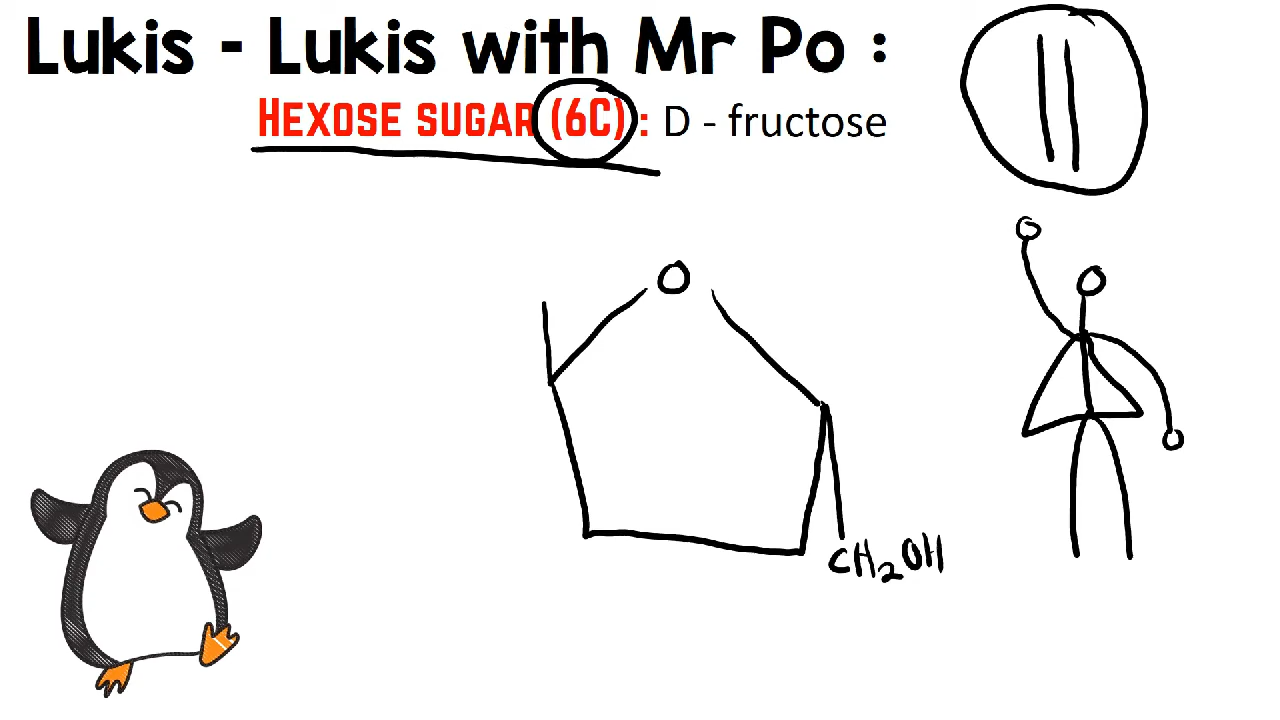 Lukis - Lukis with Mr Po :
HEXOSE SUGAR (6C) : D - fructose
O
CH₂OH